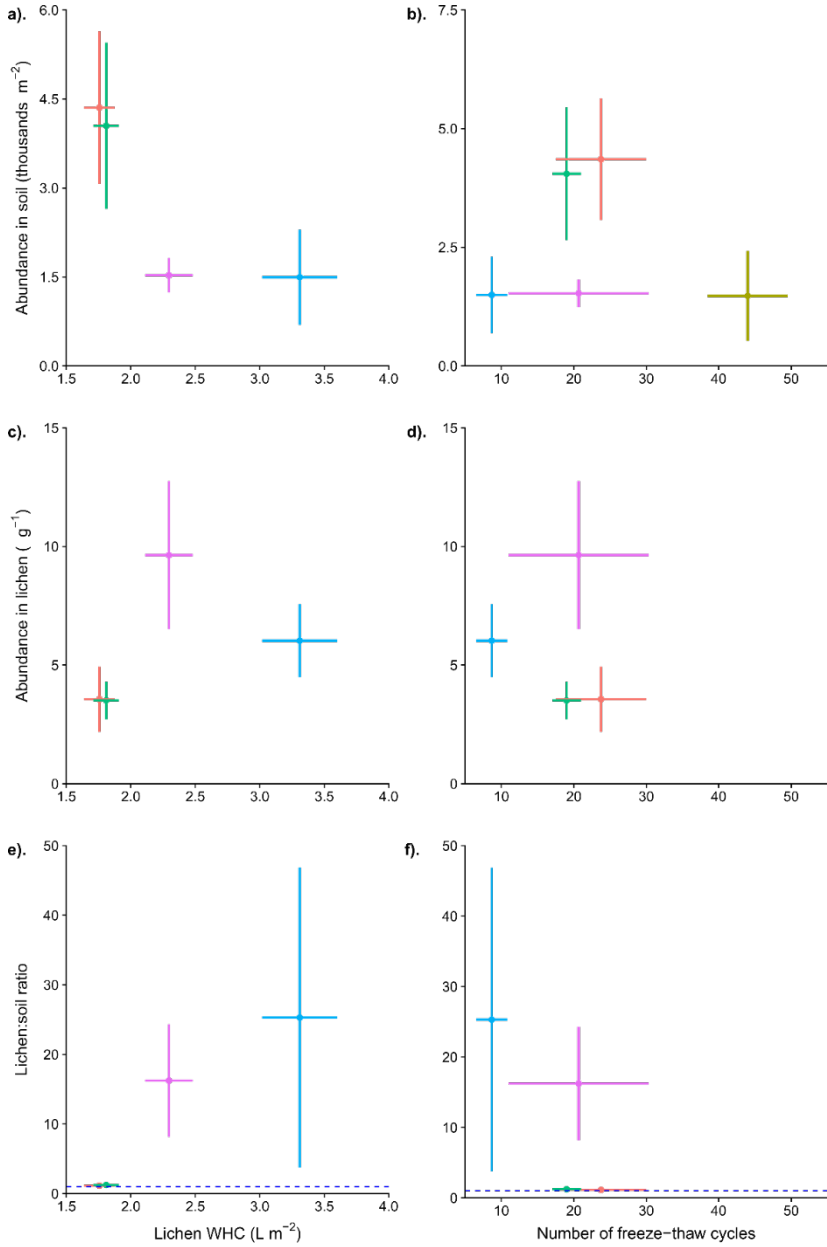 a).
b).
6.0
4.5
3.0
1.5
0.0
Abundance in soil (thousands m⁻²)
1.5 2.0 2.5 3.0 3.5 4.0
7.5
5.0
2.5
0.0
10 20 30 40 50
c).
d).
15
10
5
0
Abundance in lichen ( g⁻¹)
1.5 2.0 2.5 3.0 3.5 4.0
15
10
5
0
10 20 30 40 50
e).
f).
50
40
30
20
10
0
Lichen:soil ratio
1.5 2.0 2.5 3.0 3.5 4.0
Lichen WHC (L m⁻²)
50
40
30
20
10
0
10 20 30 40 50
Number of freeze−thaw cycles